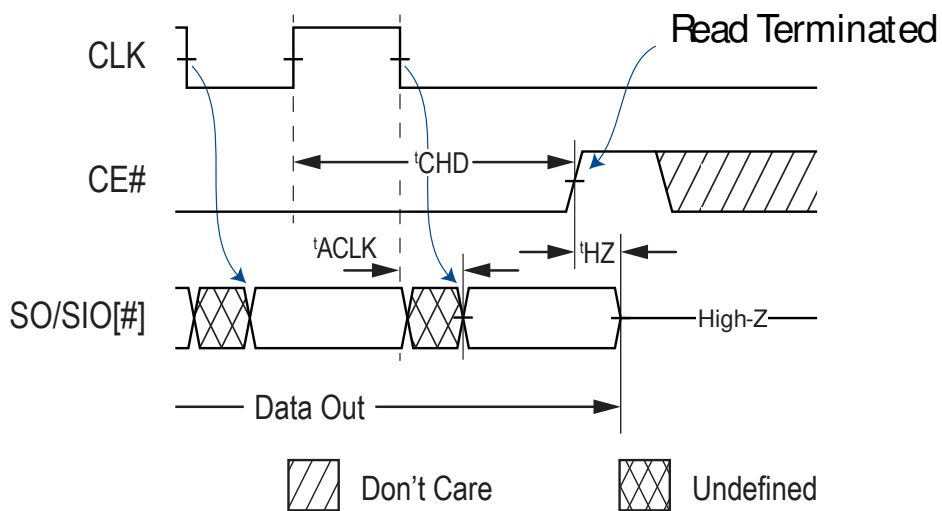 Read Terminated
CLK
tCHD
CE#
tACLK
tHZ
SO/SIO[#]
High-Z
Data Out
Don't Care
Undefined